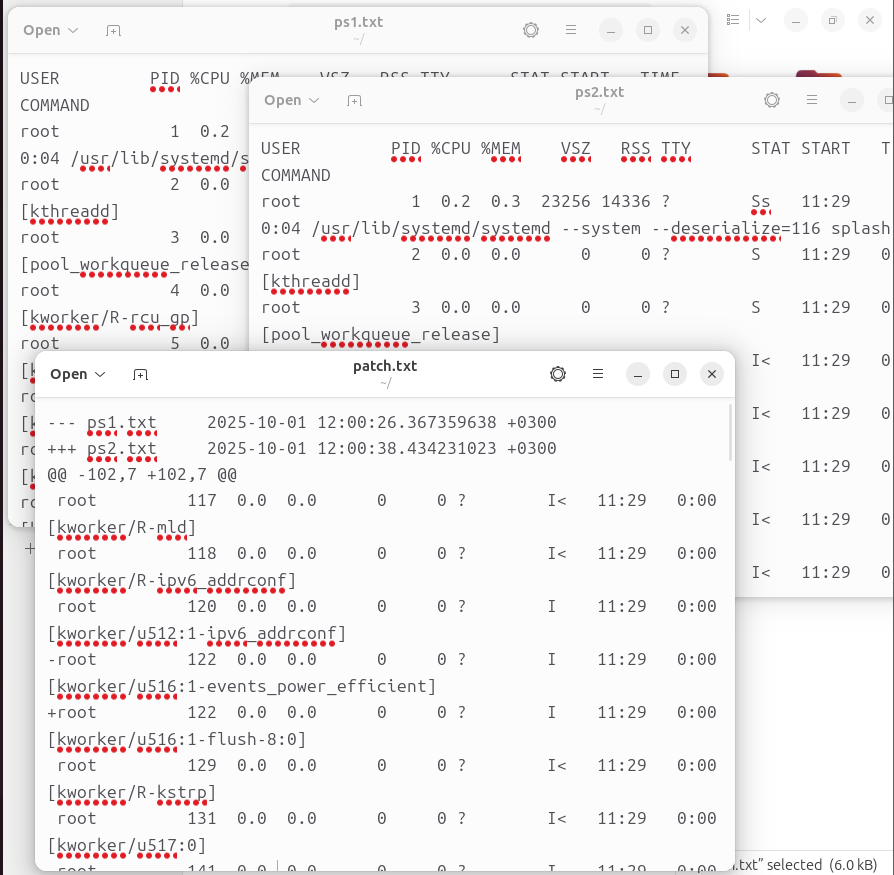 Open
ps1.txt
~/
USER PID %CPU %MEM VSZ RSS TTY STAT START TIME
COMMAND
root 1 0.2
0:04 /usr/lib/systemd/s
root 2 0.0
[kthreadd]
root 3 0.0
[pool_workqueue_release
root 4 0.0
[kworker/R-rcu_gp]
root 5 0.0
Open
ps2.txt
~/
USER PID %CPU %MEM VSZ RSS TTY STAT START T
COMMAND
root 1 0.2 0.3 23256 14336 ? Ss 11:29
0:04 /usr/lib/systemd/systemd --system --deserialize=116 splash
root 2 0.0 0.0 0 0 ? S 11:29 0
[kthreadd]
root 3 0.0 0.0 0 0 ? S 11:29 0
[pool_workqueue_release]
I< 11:29 0
I< 11:29 0
I< 11:29 0
I< 11:29 0
I< 11:29 0
Open
patch.txt
~/
--- ps1.txt 2025-10-01 12:00:26.367359638 +0300
+++ ps2.txt 2025-10-01 12:00:38.434231023 +0300
@@ -102,7 +102,7 @@
root 117 0.0 0.0 0 0 ? I< 11:29 0:00
[kworker/R-mld]
root 118 0.0 0.0 0 0 ? I< 11:29 0:00
[kworker/R-ipv6_addrconf]
root 120 0.0 0.0 0 0 ? I 11:29 0:00
[kworker/u512:1-ipv6_addrconf]
-root 122 0.0 0.0 0 0 ? I 11:29 0:00
[kworker/u516:1-events_power_efficient]
+root 122 0.0 0.0 0 0 ? I 11:29 0:00
[kworker/u516:1-flush-8:0]
root 129 0.0 0.0 0 0 ? I< 11:29 0:00
[kworker/R-kstrp]
root 131 0.0 0.0 0 0 ? I< 11:29 0:00
[kworker/u517:0]
root 141 0.0 0.0 0 0 ? I 11:29 0:00
.txt” selected (6.0 kB)